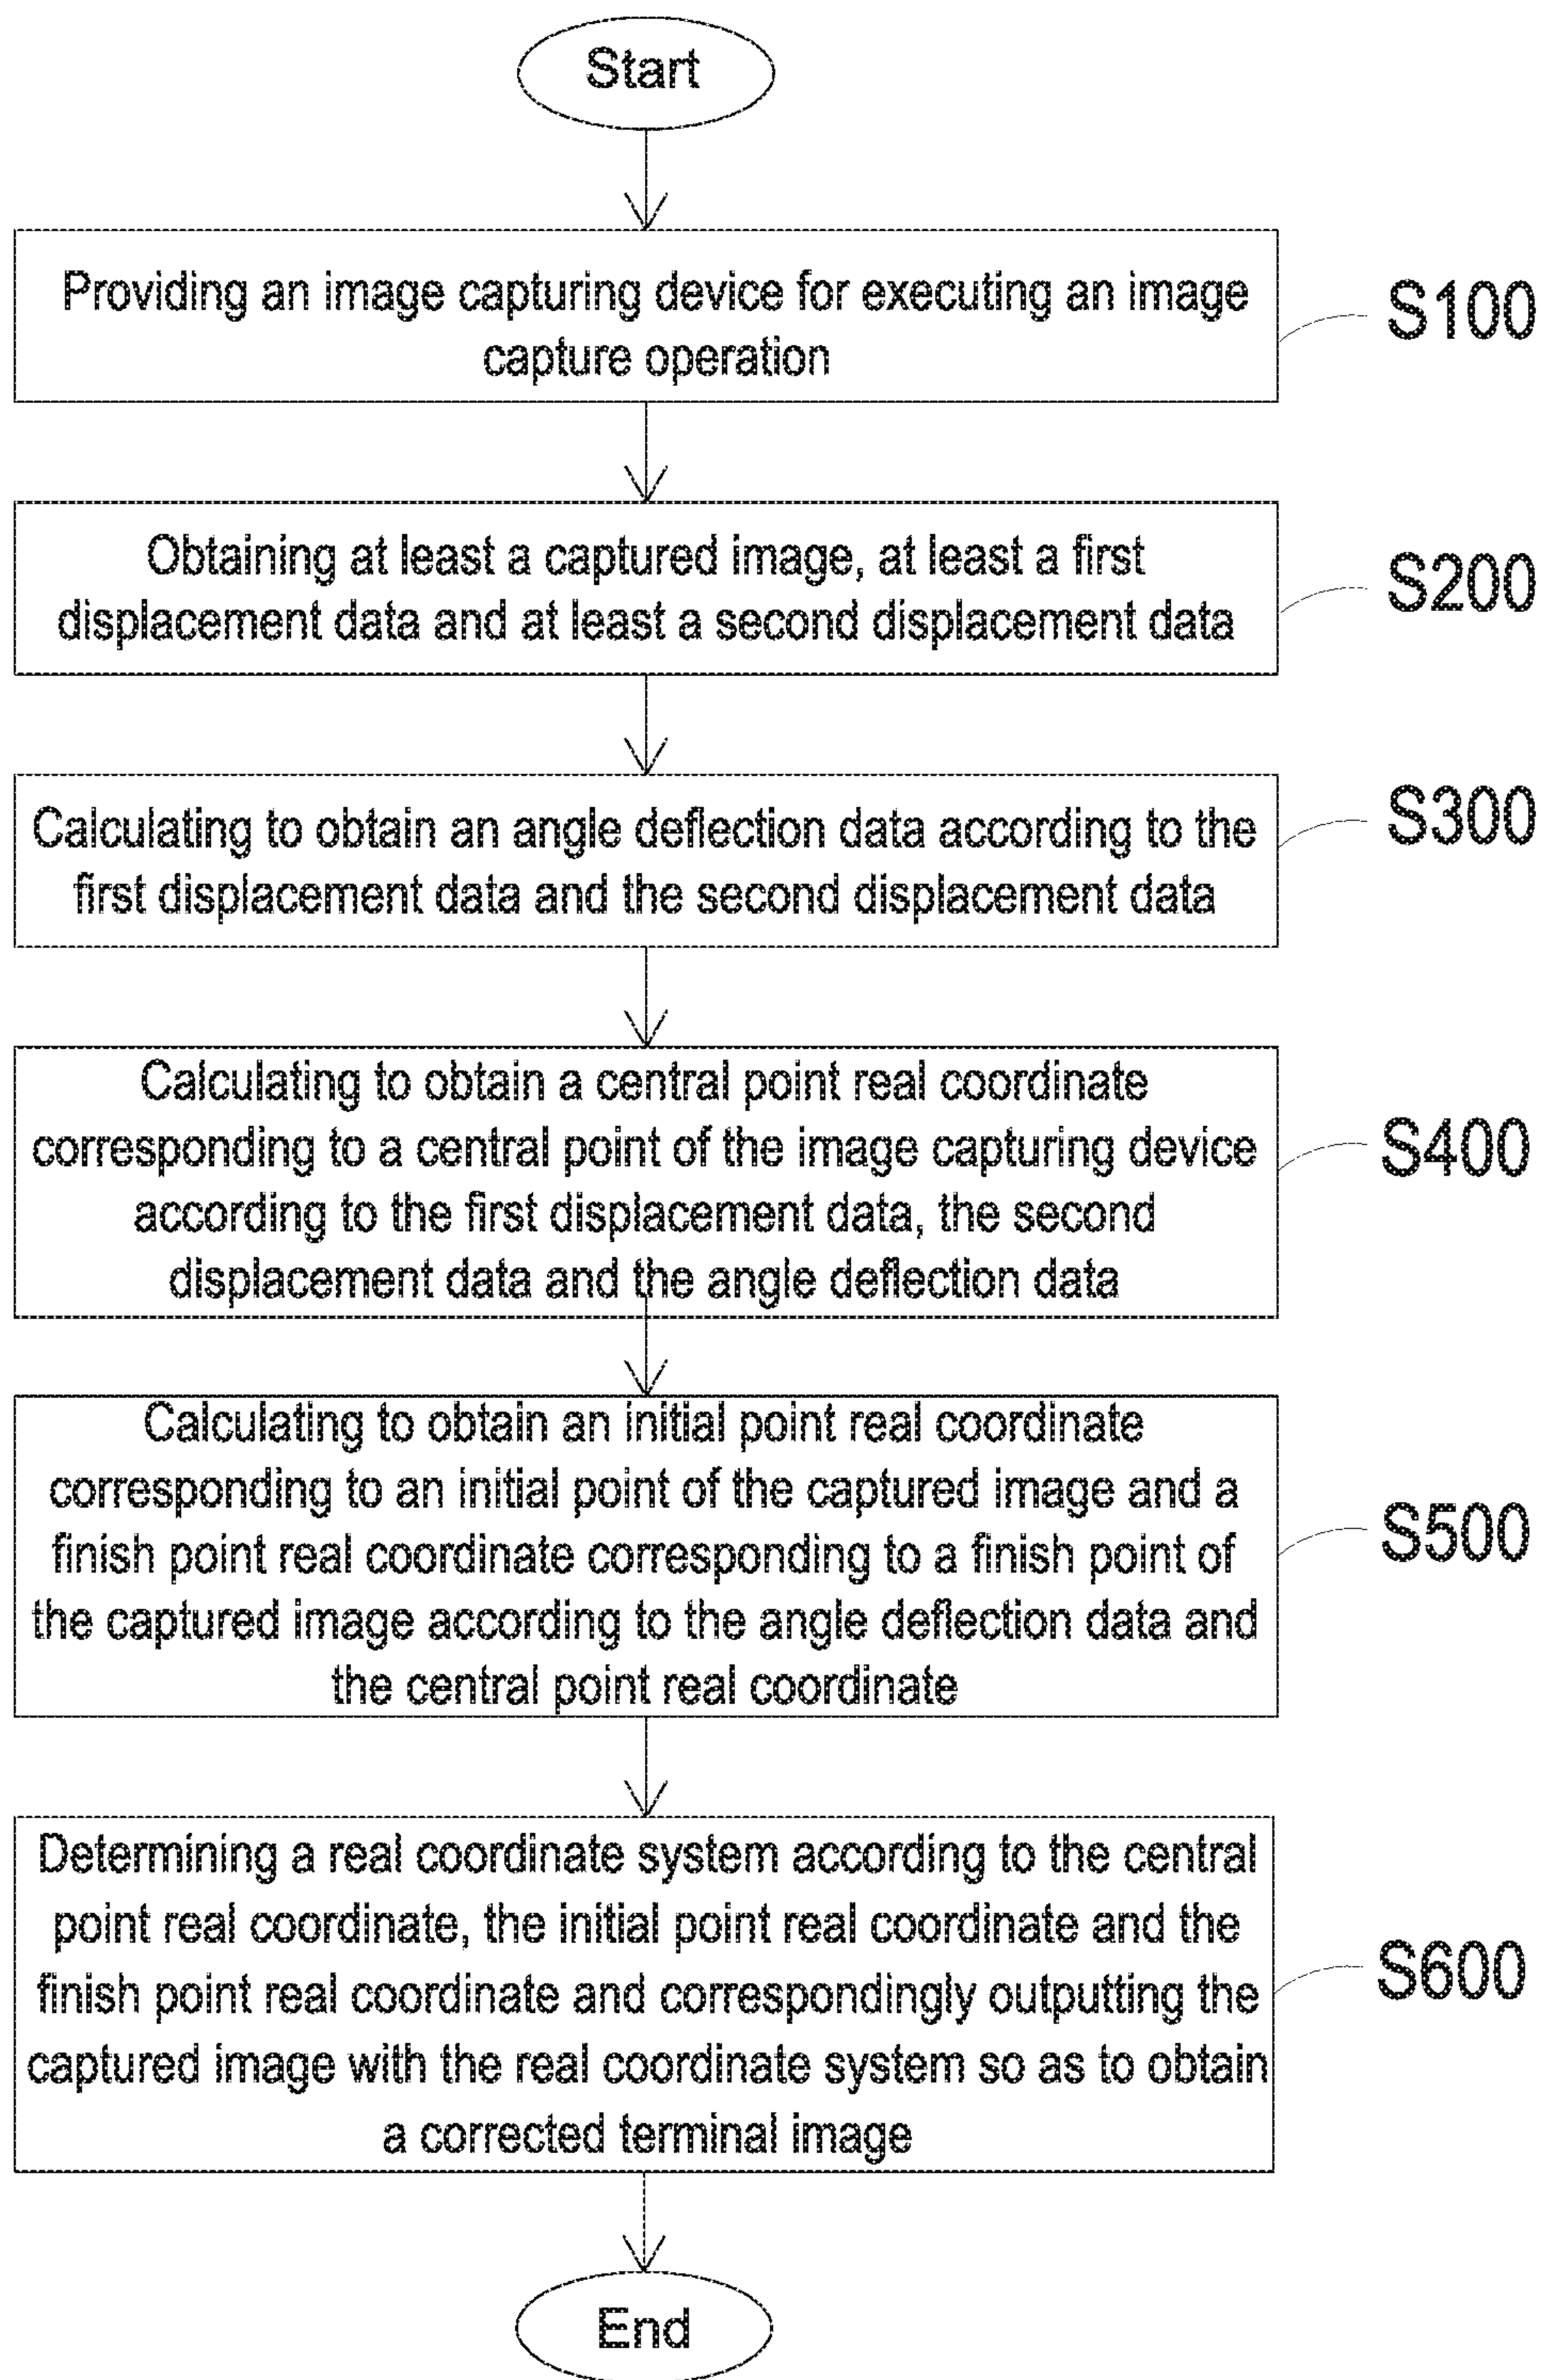 Start
Providing an image capturing device for executing an image
capture operation
S100
Obtaining at least a captured image, at least a first
displacement data and at least a second displacement data
S200
Calculating to obtain an angle deflection data according to the
first displacement data and the second displacement data
S300
Calculating to obtain a central point real coordinate
corresponding to a central point of the image capturing device
according to the first displacement data, the second
displacement data and the angle deflection data
S400
Calculating to obtain an initial point real coordinate
corresponding to an initial point of the captured image and a
finish point real coordinate corresponding to a finish point of
the captured image according to the angle deflection data and
the central point real coordinate
S500
Determining a real coordinate system according to the central
point real coordinate, the initial point real coordinate and the
finish point real coordinate and correspondingly outputting the
captured image with the real coordinate system so as to obtain
a corrected terminal image
S600
End